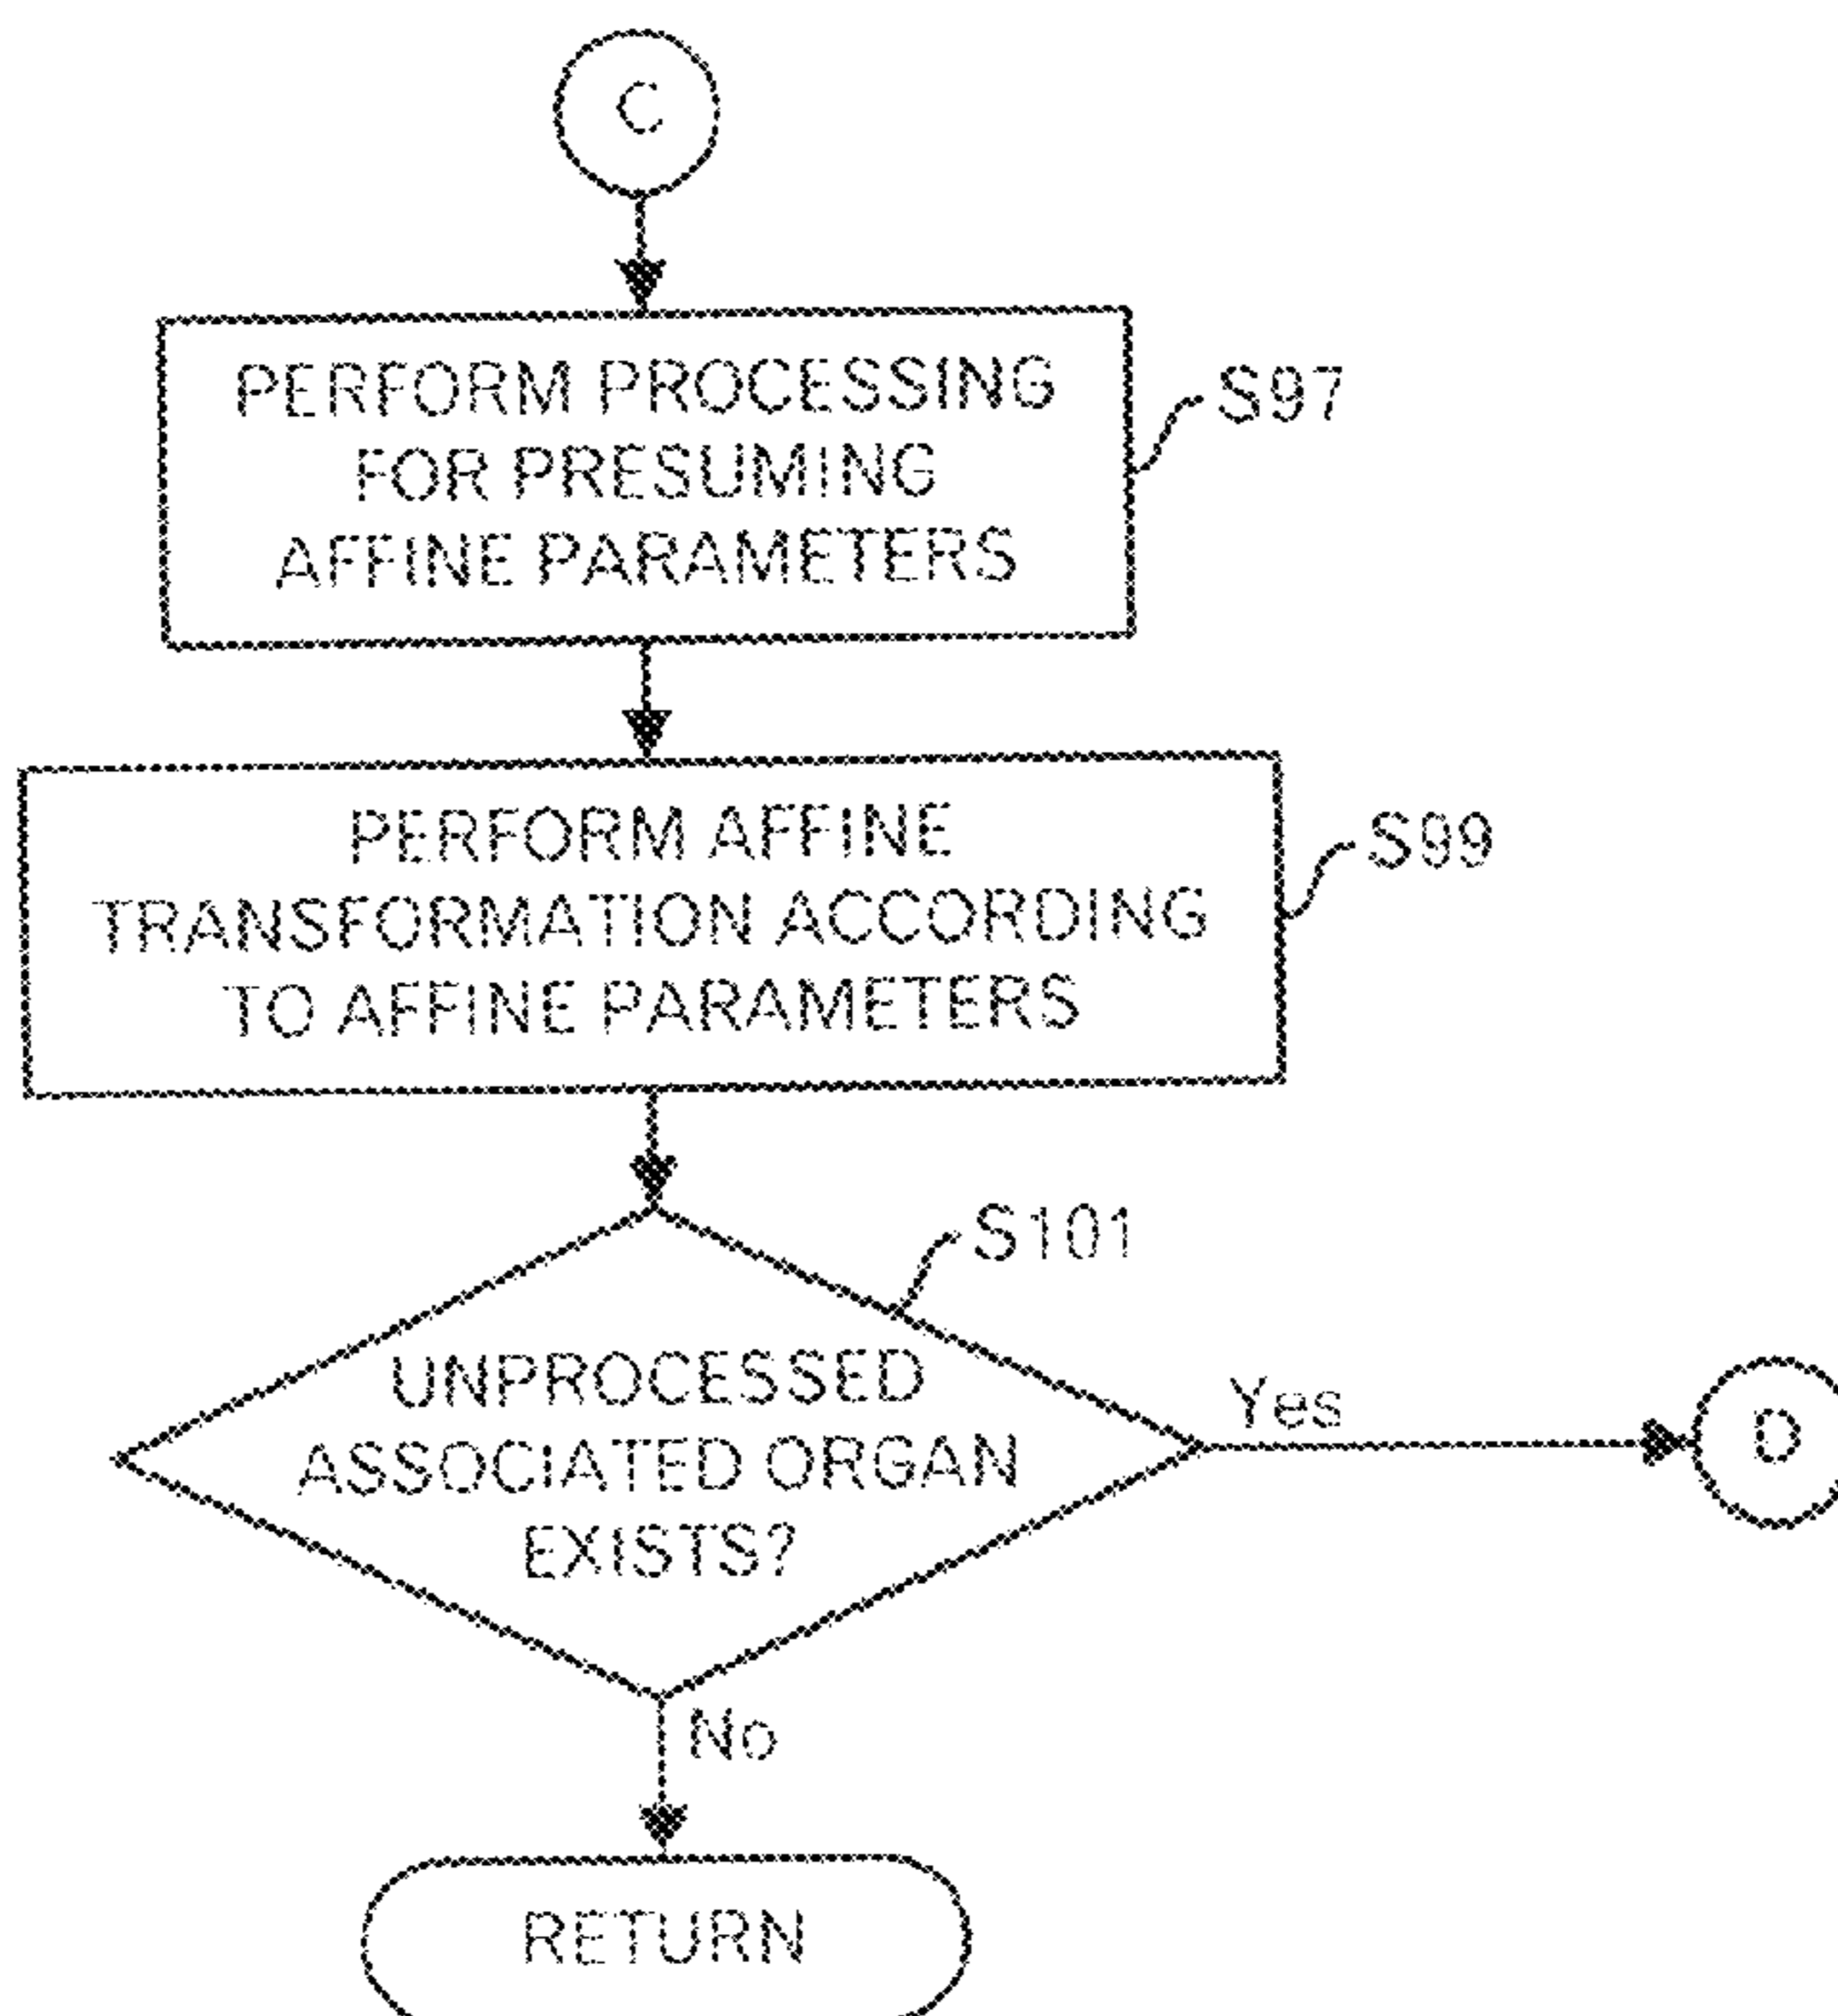 C
PERFORM PROCESSING
FOR PRESUMING
AFFINE PARAMETERS
S97
PERFORM AFFINE
TRANSFORMATION ACCORDING
TO AFFINE PARAMETERS
S99
S101
UNPROCESSED
ASSOCIATED ORGAN
EXISTS?
Yes
D
No
RETURN